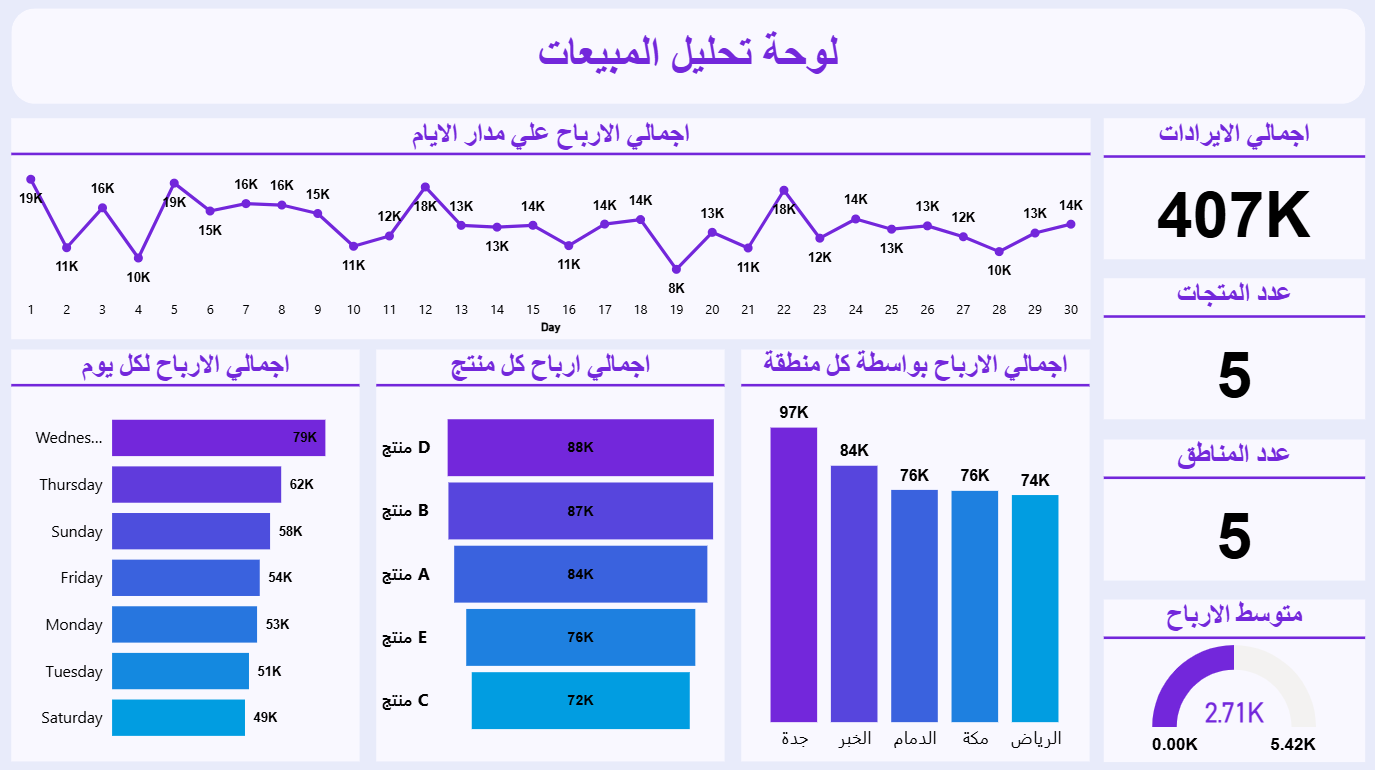 لوحة تحليل المبيعات
اجمالي الايرادات
407K
عدد المتجات
5
عدد المناطق
5
متوسط الارباح
2.71K
0.00K 5.42K
اجمالي الارباح علي مدار الايام
19K 11K 16K 10K 19K 15K 16K 16K 15K 11K 12K 18K 13K 13K 14K 11K 14K 14K 8K 13K 11K 18K 12K 14K 13K 13K 12K 10K 13K 14K
1 2 3 4 5 6 7 8 9 10 11 12 13 14 15 16 17 18 19 20 21 22 23 24 25 26 27 28 29 30
Day
اجمالي الارباح بواسطة كل منطقة
97K 84K 76K 76K 74K
جدة الخبر الدمام مكة الرياض
اجمالي ارباح كل منتج
منتج D 88K
منتج B 87K
منتج A 84K
منتج E 76K
منتج C 72K
اجمالي الارباح لكل يوم
Wednes... 79K
Thursday 62K
Sunday 58K
Friday 54K
Monday 53K
Tuesday 51K
Saturday 49K